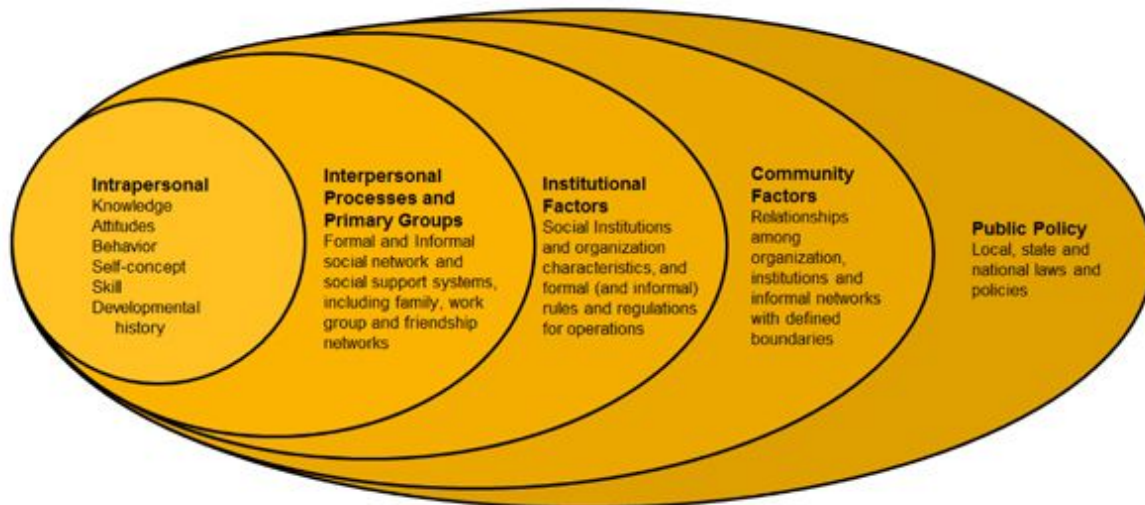 Intrapersonal
Knowledge
Attitudes
Behavior
Self-concept
Skill
Developmental
history
Interpersonal
Processes and
Primary Groups
Formal and Informal
social network and
social support systems,
including family, work
group and friendship
networks
Institutional
Factors
Social Institutions
and organization
characteristics, and
formal (and informal)
rules and regulations
for operations
Community
Factors
Relationships
among
organization,
institutions and
informal networks
with defined
boundaries
Public Policy
Local, state and
national laws and
policies